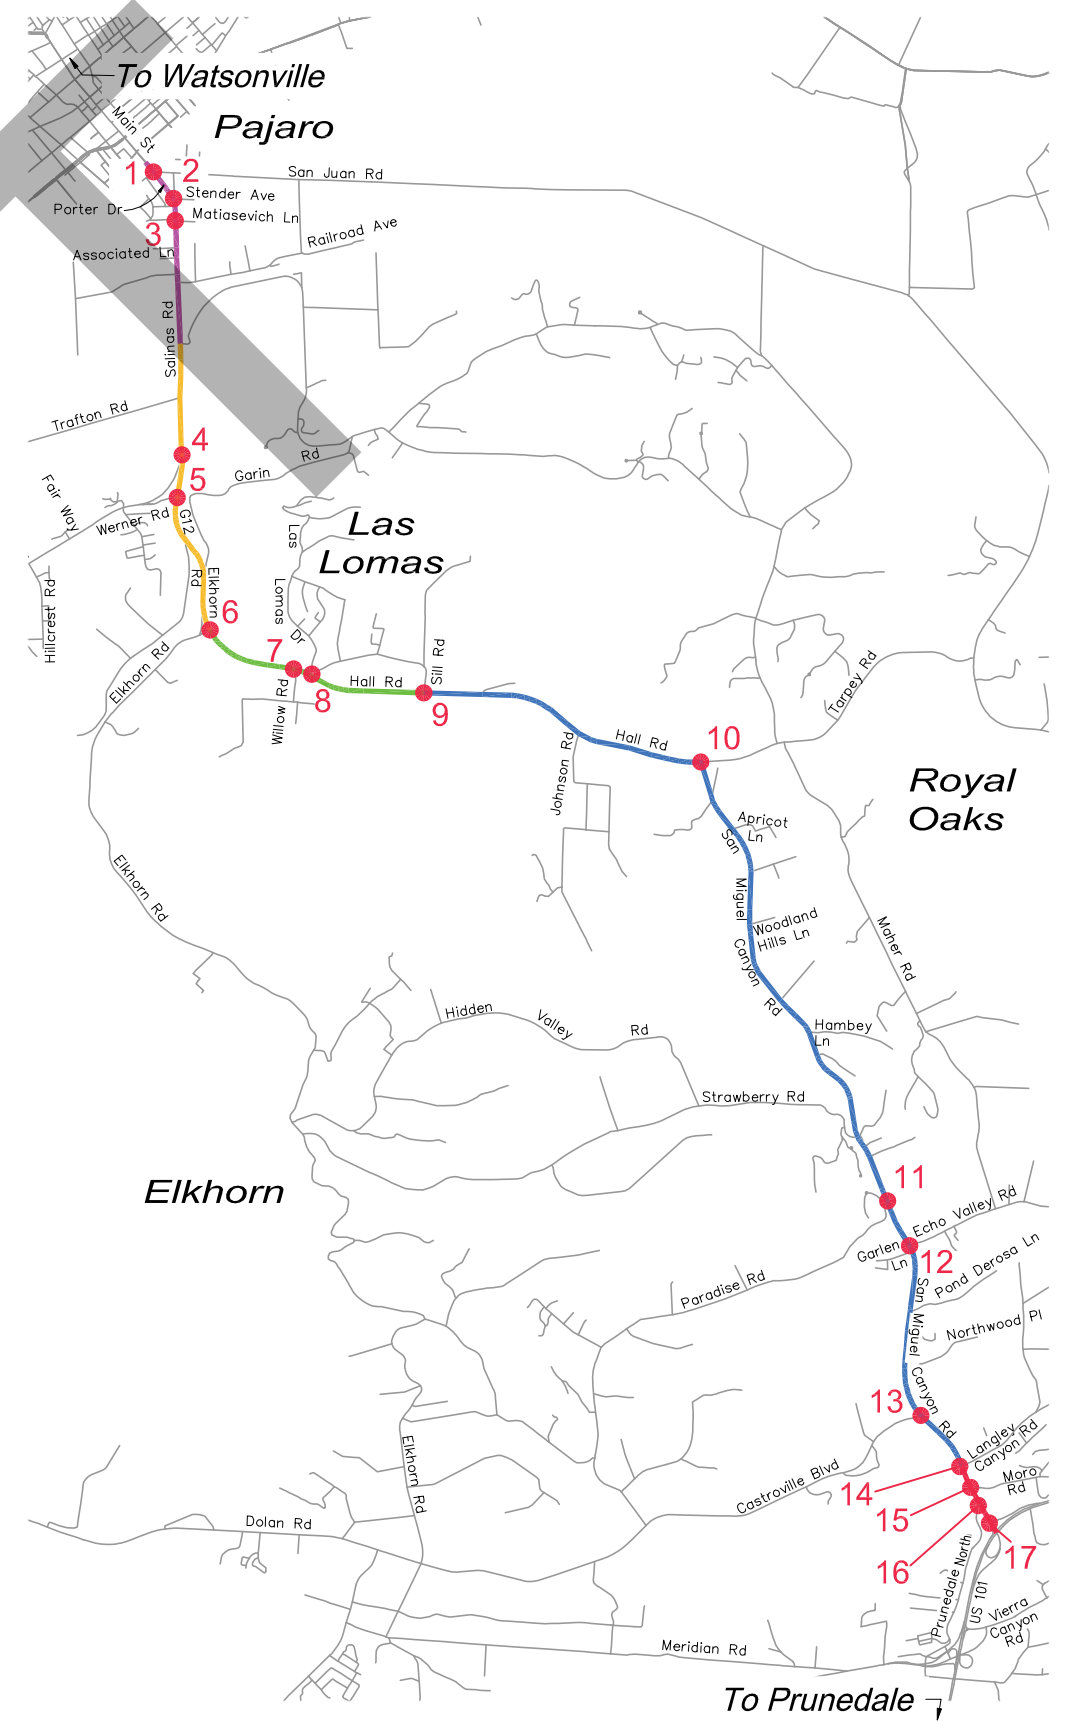 To Watsonville
Main St
Pajaro
1
2
San Juan Rd
Stender Ave
Porter Dr
Matiasevich Ln
3
Railroad Ave
Associated Ln
Salinas Rd
Trafton Rd
4
Garin Rd
5
Fair Way
Werner Rd
G12
Las
Lomas
Las Lomas Dr
Elkhorn
Rd
Hillcrest Rd
6
7
Sill Rd
Elkhorn Rd
Hall Rd
8
9
Willow Rd
Tarpey Rd
Hall Rd
10
Johnson Rd
Royal
Oaks
Apricot
Ln
San Miguel Canyon Rd
Elkhorn Rd
Woodland
Hills Ln
Maher Rd
Hidden Valley Rd
Hambey
Ln
Strawberry Rd
11
Elkhorn
Echo Valley Rd
Garlen
Ln
12
Pond Derosa Ln
Paradise Rd
San Miguel Canyon Rd
Northwood Pl
13
Langley
Canyon Rd
Elkhorn Rd
Castroville Blvd
14
Moro
Rd
15
Dolan Rd
16
17
Prunedale North
US 101
Vierra
Canyon
Rd
Meridian Rd
To Prunedale